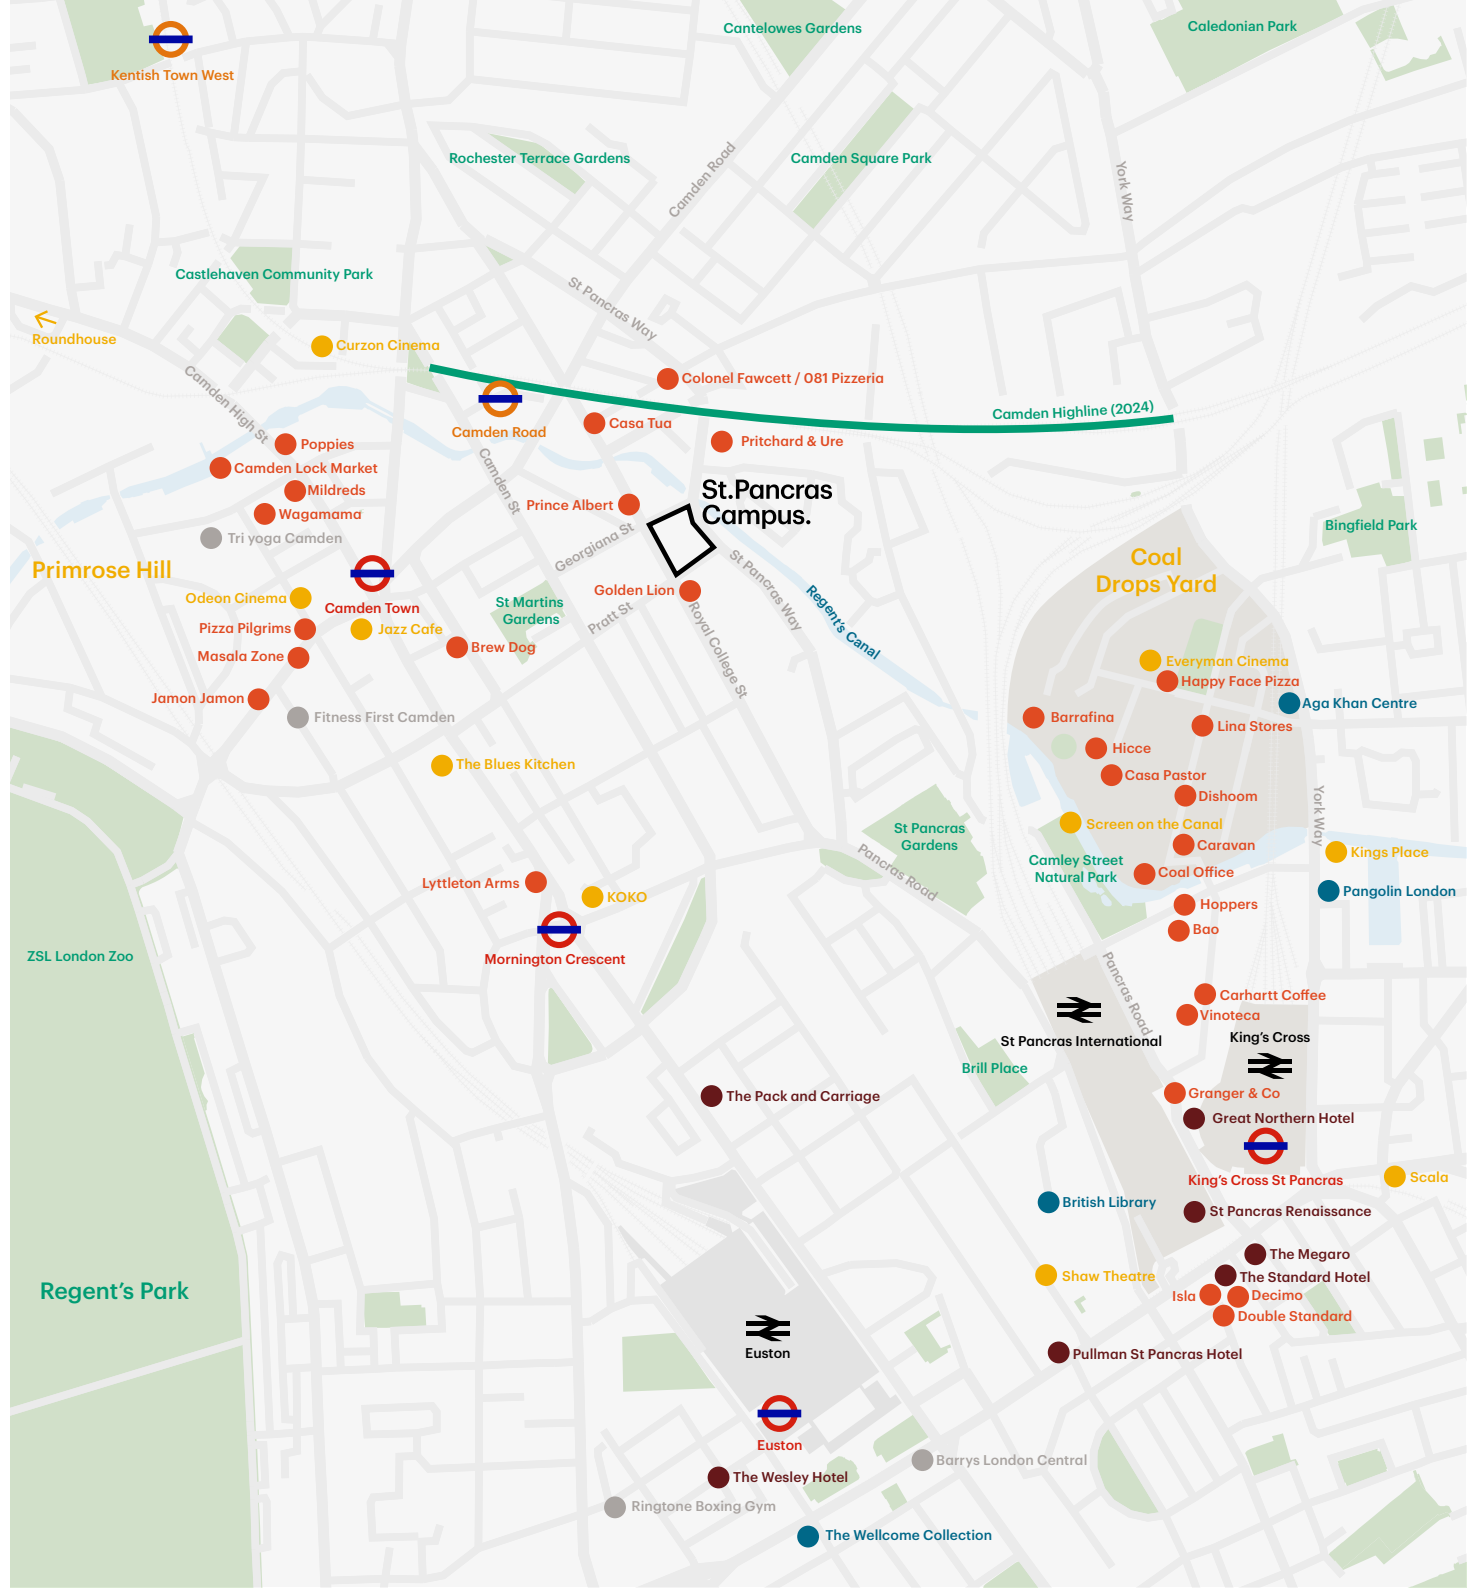 Kentish Town West
Cantelowes Gardens
Caledonian Park
Rochester Terrace Gardens
Camden Road
Camden Square Park
York Way
Castlehaven Community Park
St Pancras Way
Roundhouse
Curzon Cinema
Camden High St
Colonel Fawcett / 081 Pizzeria
Camden Highline (2024)
Camden Road
Casa Tua
Pritchard & Ure
Poppies
Camden Lock Market
Mildreds
Wagamama
Tri yoga Camden
Camden St
Prince Albert
St.Pancras
Campus.
Georgiana St
St Pancras Way
Bingfield Park
Primrose Hill
Coal
Drops Yard
Odeon Cinema
Camden Town
Golden Lion
St Martins
Gardens
Pratt St
Royal College St
Regent's Canal
Pizza Pilgrims
Jazz Cafe
Masala Zone
Brew Dog
Everyman Cinema
Happy Face Pizza
Jamon Jamon
Aga Khan Centre
Fitness First Camden
Barrafina
Lina Stores
Hicce
The Blues Kitchen
Casa Pastor
Dishoom
York Way
Screen on the Canal
St Pancras
Gardens
Caravan
Kings Place
Camley Street
Natural Park
Pancras Road
Coal Office
Lyttleton Arms
KOKO
Pangolin London
Hoppers
Bao
ZSL London Zoo
Mornington Crescent
Pancras Road
Carhartt Coffee
Vinoteca
St Pancras International
King's Cross
Brill Place
The Pack and Carriage
Granger & Co
Great Northern Hotel
King's Cross St Pancras
Scala
British Library
St Pancras Renaissance
The Megaro
Shaw Theatre
The Standard Hotel
Regent's Park
Isla
Decimo
Double Standard
Euston
Pullman St Pancras Hotel
Euston
Barrys London Central
The Wesley Hotel
Ringtone Boxing Gym
The Wellcome Collection